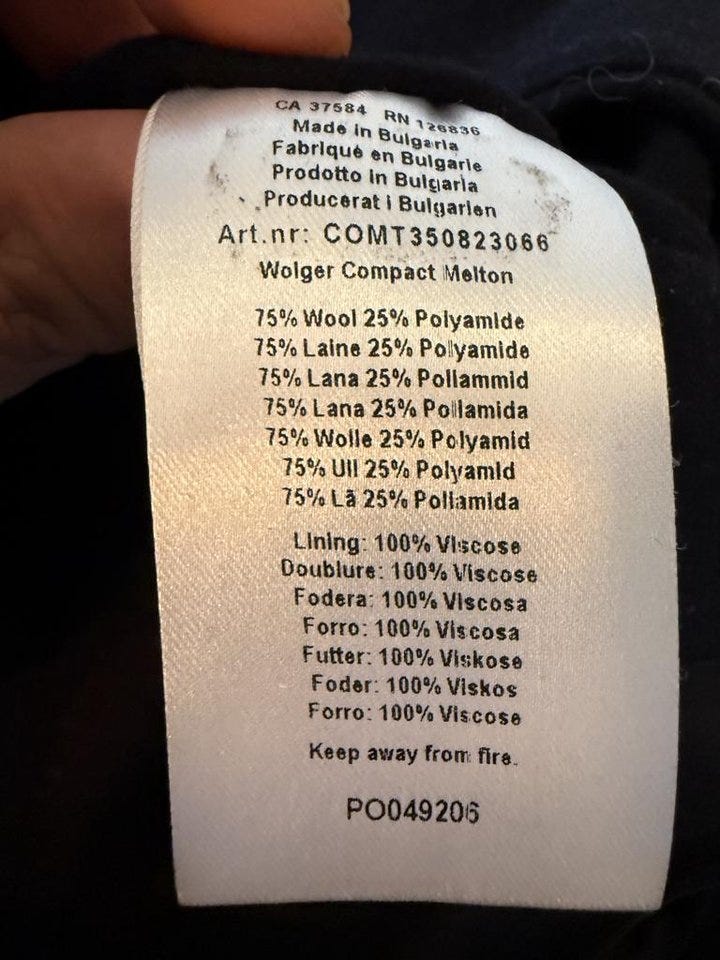 CA 37584 RN 126836
Made in Bulgaria
Fabriqué en Bulgarie
Prodotto in Bulgaria
Producerat i Bulgarien
Art.nr: COMT350823066
Wolger Compact Melton
75% Wool 25% Polyamide
75% Laine 25% Polyamide
75% Lana 25% Poliammid
75% Lana 25% Poliamida
75% Wolle 25% Polyamid
75% Ull 25% Polyamid
75% Lã 25% Poliamida
Lining: 100% Viscose
Doublure: 100% Viscose
Fodera: 100% Viscosa
Forro: 100% Viscosa
Futter: 100% Viskose
Foder: 100% Viskos
Forro: 100% Viscose
Keep away from fire.
PO049206